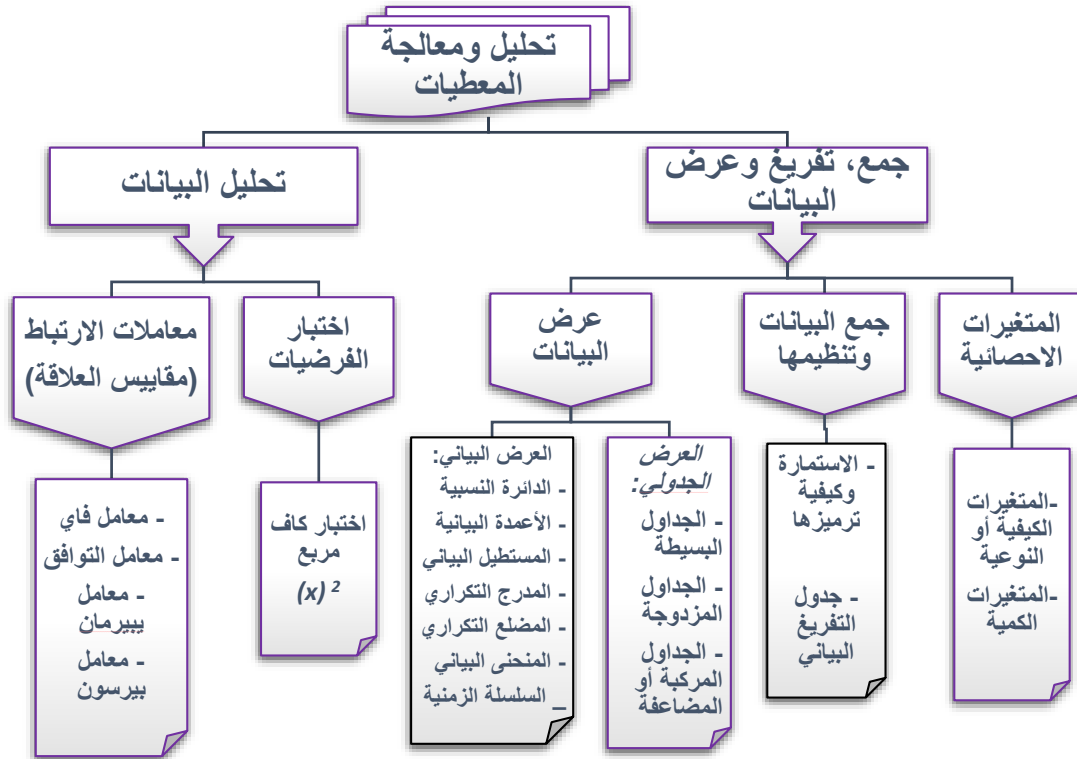 تحليل ومعالجة
المعطيات
جمع، تفريغ وعرض
البيانات
تحليل البيانات
المتغيرات
الاحصائية
جمع البيانات
وتنظيمها
عرض
البيانات
اختبار
الفرضيات
معاملات الارتباط
(مقاييس العلاقة)
-المتغيرات
الكيفية أو
النوعية
-المتغيرات
الكمية
- الاستمارة
وكيفية
ترميزها
- جدول
التفريغ
البياني
العرض
الجدولي:
- الجداول
البسيطة
- الجداول
المزدوجة
- الجداول
المركبة أو
المضاعفة
العرض البياني:
- الدائرة النسبية
- الأعمدة البيانية
- المستطيل البياني
- المدرج التكراري
- المضلع التكراري
- المنحنى البياني
_ السلسلة الزمنية
اختبار كاف
مربع
(x) ²
- معامل فاي
- معامل التوافق
- معامل
يبيرمان
- معامل
بيرسون